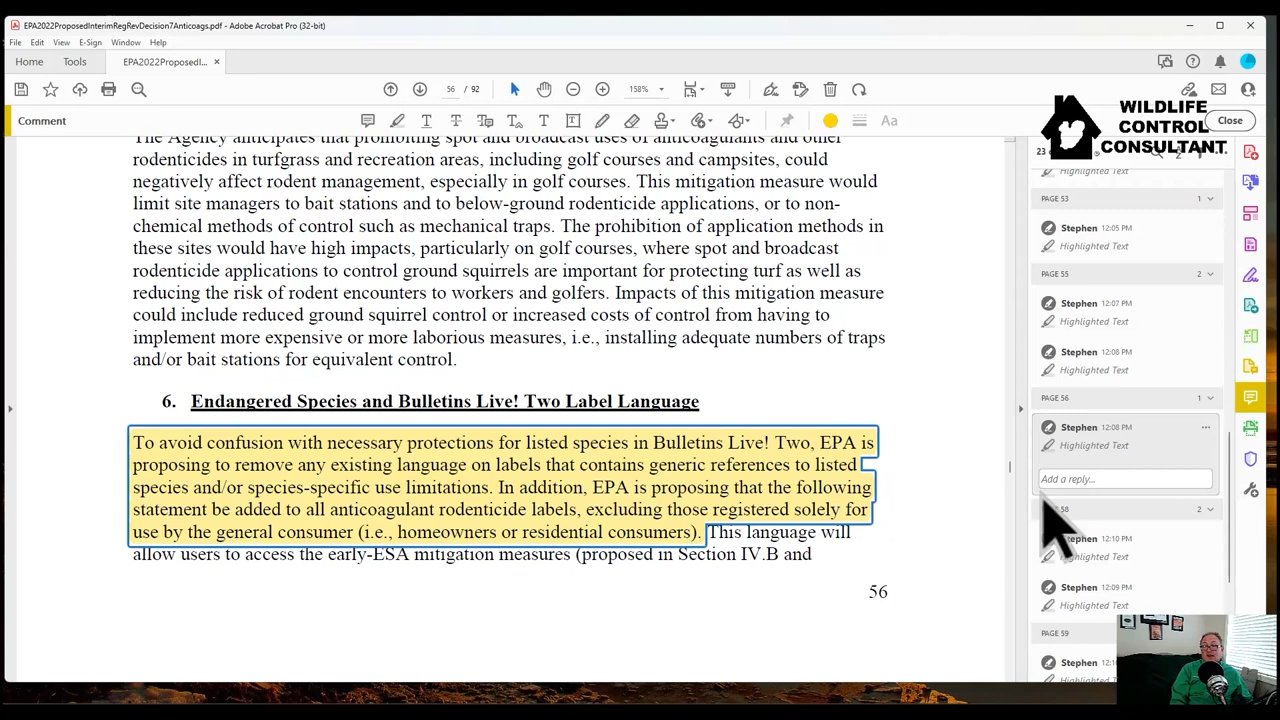 EPA2022ProposedInterimRegRevDecision7Anticoags.pdf - Adobe Acrobat Pro (32-bit)
File Edit View E-Sign Window Help
Home Tools EPA2022ProposedI... ×
56 / 92 158%
Comment
Aa
Close
WILDLIFE
CONTROL
CONSULTANT
The Agency anticipates that prohibiting spot and broadcast uses of anticoagulants and other
rodenticides in turfgrass and recreation areas, including golf courses and campsites, could
negatively affect rodent management, especially in golf courses. This mitigation measure would
limit site managers to bait stations and to below-ground rodenticide applications, or to non-
chemical methods of control such as mechanical traps. The prohibition of application methods in
these sites would have high impacts, particularly on golf courses, where spot and broadcast
rodenticide applications to control ground squirrels are important for protecting turf as well as
reducing the risk of rodent encounters to workers and golfers. Impacts of this mitigation measure
could include reduced ground squirrel control or increased costs of control from having to
implement more expensive or more laborious measures, i.e., installing adequate numbers of traps
and/or bait stations for equivalent control.
6. Endangered Species and Bulletins Live! Two Label Language
To avoid confusion with necessary protections for listed species in Bulletins Live! Two, EPA is
proposing to remove any existing language on labels that contains generic references to listed
species and/or species-specific use limitations. In addition, EPA is proposing that the following
statement be added to all anticoagulant rodenticide labels, excluding those registered solely for
use by the general consumer (i.e., homeowners or residential consumers). This language will
allow users to access the early-ESA mitigation measures (proposed in Section IV.B and
56
23
Highlighted Text
PAGE 53 1
Stephen 12:05 PM
Highlighted Text
PAGE 55 2
Stephen 12:07 PM
Highlighted Text
Stephen 12:08 PM
Highlighted Text
PAGE 56 1
Stephen 12:08 PM
Highlighted Text
Add a reply...
58 2
12:10 PM
Highlighted Text
Stephen 12:09 PM
Highlighted Text
PAGE 59
Stephen
Highlighted Text